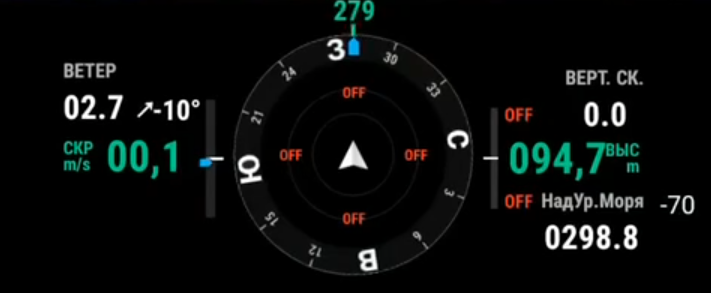 279
ВЕТЕР
02.7 ↗-10°
СКР
m/s
00,1
З
30
33
С
3
6
В
12
15
Ю
21
24
OFF
OFF
OFF
OFF
ВЕРТ. СК.
OFF 0.0
094,7
ВЫС
m
OFF НадУр.Моря -70
0298.8